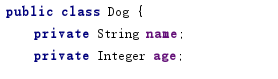 public class Dog {
private String name;
private Integer age;